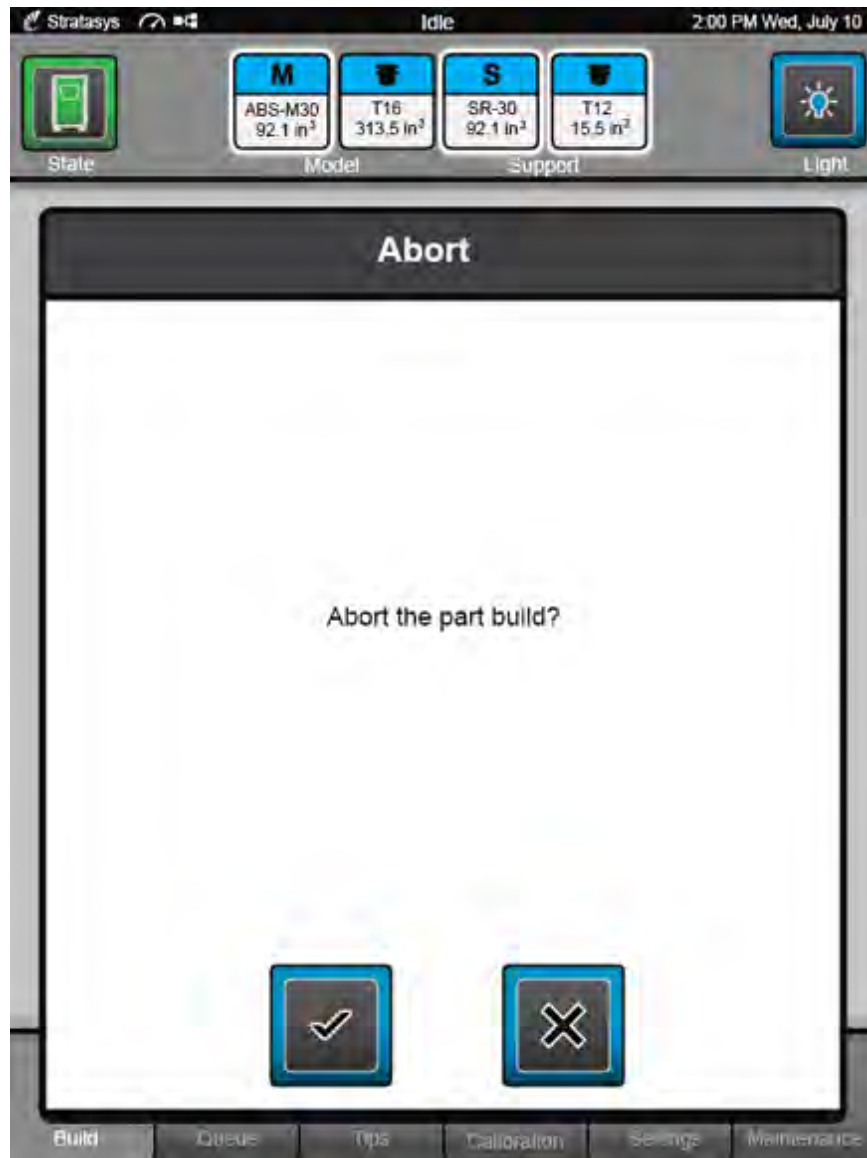 Stratasys Idle 2:00 PM Wed, July 10
M S
ABS-M30 T16 SR-30 T12
92.1 in³ 313.5 in³ 92.1 in³ 15.5 in³
State Model Support Light
Abort
Abort the part build?
Build Queue Tips Calibration Settings Maintenance